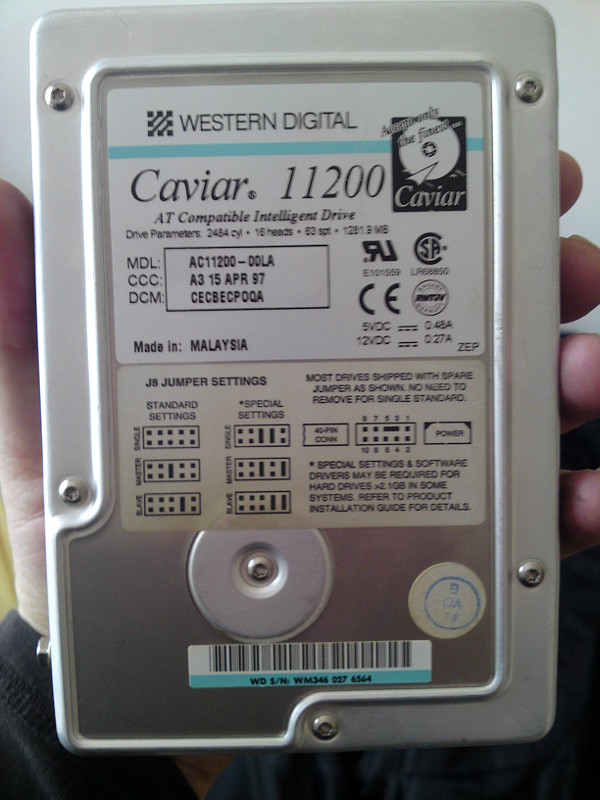 WESTERN DIGITAL
Always only
the finest...
Caviar
Caviar® 11200
AT Compatible Intelligent Drive
Drive Parameters: 2484 cyl • 16 heads • 63 spt • 1281.9 MB
MDL: AC11200-00LA
CCC: A3 15 APR 97
DCM: CECBECPOQA
E101559 LR68850
CE
5VDC 0.48A
12VDC 0.27A
Made in: MALAYSIA
ZEP
J8 JUMPER SETTINGS
STANDARD SETTINGS
*SPECIAL SETTINGS
SINGLE
SINGLE
MASTER
MASTER
SLAVE
SLAVE
MOST DRIVES SHIPPED WITH SPARE
JUMPER AS SHOWN. NO NEED TO
REMOVE FOR SINGLE STANDARD.
9 7 5 3 1
40-PIN
CONN
POWER
10 8 6 4 2
* SPECIAL SETTINGS & SOFTWARE
DRIVERS MAY BE REQUIRED FOR
HARD DRIVES >2.1GB IN SOME
SYSTEMS. REFER TO PRODUCT
INSTALLATION GUIDE FOR DETAILS.
B
QA
WD S/N: WM346 027 6564